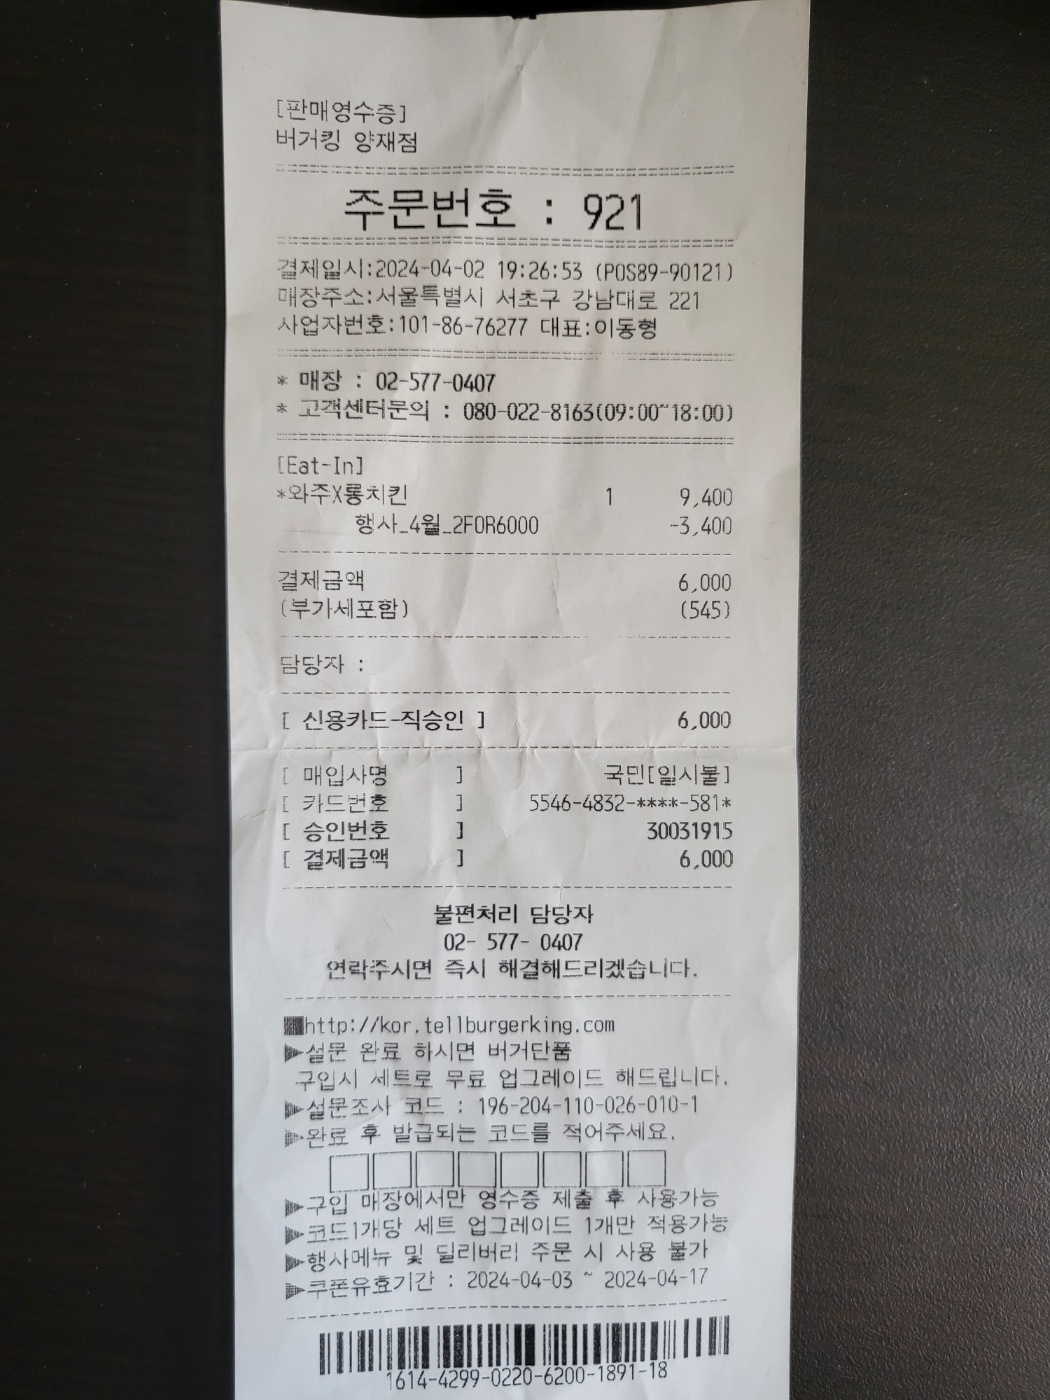 [판매영수증]
버거킹 양재점
주문번호 : 921
결제일시:2024-04-02 19:26:53 (POS89-90121)
매장주소:서울특별시 서초구 강남대로 221
사업자번호:101-86-76277 대표:이동형
* 매장 : 02-577-0407
* 고객센터문의 : 080-022-8163(09:00~18:00)
[Eat-In]
*와주X롱치킨 1 9,400
행사_4월_2FOR6000 -3,400
결제금액 6,000
(부가세포함) (545)
담당자 :
[ 신용카드-직승인 ] 6,000
[ 매입사명 ] 국민[일시불]
[ 카드번호 ] 5546-4832-****-581*
[ 승인번호 ] 30031915
[ 결제금액 ] 6,000
불편처리 담당자
02- 577- 0407
연락주시면 즉시 해결해드리겠습니다.
■http://kor.tellburgerking.com
▶설문 완료 하시면 버거단품
구입시 세트로 무료 업그레이드 해드립니다.
▶설문조사 코드 : 196-204-110-026-010-1
▶완료 후 발급되는 코드를 적어주세요.
▶구입 매장에서만 영수증 제출 후 사용가능
▶코드1개당 세트 업그레이드 1개만 적용가능
▶행사메뉴 및 딜리버리 주문 시 사용 불가
▶쿠폰유효기간 : 2024-04-03 ~ 2024-04-17
1614-4299-0220-6200-1891-18